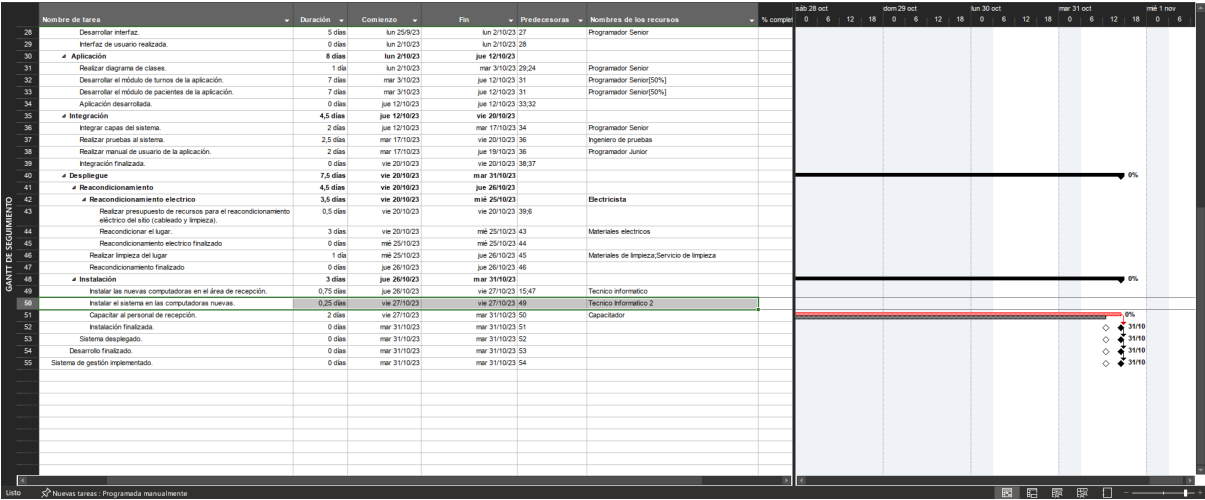 sáb 28 oct dom 29 oct lun 30 oct mar 31 oct mié 1 nov
Nombre de tarea Duración Comienzo Fin Predecesoras Nombres de los recursos % complet 0 6 12 18 0 6 12 18 0 6 12 18 0 6 12 18 0 6
28 Desarrollar interfaz. 5 días lun 25/9/23 lun 2/10/23 27 Programador Senior
29 Interfaz de usuario realizada. 0 días lun 2/10/23 lun 2/10/23 28
30 Aplicación 8 días lun 2/10/23 jue 12/10/23
31 Realizar diagrama de clases. 1 día lun 2/10/23 mar 3/10/23 29;24 Programador Senior
32 Desarrollar el módulo de turnos de la aplicación. 7 días mar 3/10/23 jue 12/10/23 31 Programador Senior[50%]
33 Desarrollar el módulo de pacientes de la aplicación. 7 días mar 3/10/23 jue 12/10/23 31 Programador Senior[50%]
34 Aplicación desarrollada. 0 días jue 12/10/23 jue 12/10/23 33;32
35 Integración 4,5 días jue 12/10/23 vie 20/10/23
36 Integrar capas del sistema. 2 días jue 12/10/23 mar 17/10/23 34 Programador Senior
37 Realizar pruebas al sistema. 2,5 días mar 17/10/23 vie 20/10/23 36 Ingeniero de pruebas
38 Realizar manual de usuario de la aplicación. 2 días mar 17/10/23 jue 19/10/23 36 Programador Junior
39 Integración finalizada. 0 días vie 20/10/23 vie 20/10/23 38;37
40 Despliegue 7,5 días vie 20/10/23 mar 31/10/23 0%
41 Reacondicionamiento 4,5 días vie 20/10/23 jue 26/10/23
42 Reacondicionamiento electrico 3,5 días vie 20/10/23 mié 25/10/23 Electricista
43 Realizar presupuesto de recursos para el reacondicionamiento 0,5 días vie 20/10/23 vie 20/10/23 39;6
eléctrico del sitio (cableado y limpieza).
44 Reacondicionar el lugar. 3 días vie 20/10/23 mié 25/10/23 43 Materiales electricos
45 Reacondicionamiento electrico finalizado 0 días mié 25/10/23 mié 25/10/23 44
46 Realizar limpieza del lugar 1 día mié 25/10/23 jue 26/10/23 45 Materiales de limpieza;Servicio de limpieza
47 Reacondicionamiento finalizado 0 días jue 26/10/23 jue 26/10/23 46
48 Instalación 3 días jue 26/10/23 mar 31/10/23 0%
49 Instalar las nuevas computadoras en el área de recepción. 0,75 días jue 26/10/23 vie 27/10/23 15;47 Tecnico informatico
50 Instalar el sistema en las computadoras nuevas. 0,25 días vie 27/10/23 vie 27/10/23 49 Tecnico Informatico 2
51 Capacitar al personal de recepción. 2 días vie 27/10/23 mar 31/10/23 50 Capacitador 0%
52 Instalación finalizada. 0 días mar 31/10/23 mar 31/10/23 51 31/10
53 Sistema desplegado. 0 días mar 31/10/23 mar 31/10/23 52 31/10
54 Desarrollo finalizado. 0 días mar 31/10/23 mar 31/10/23 53 31/10
55 Sistema de gestión implementado. 0 días mar 31/10/23 mar 31/10/23 54 31/10
GANTT DE SEGUIMIENTO
Listo Nuevas tareas : Programada manualmente